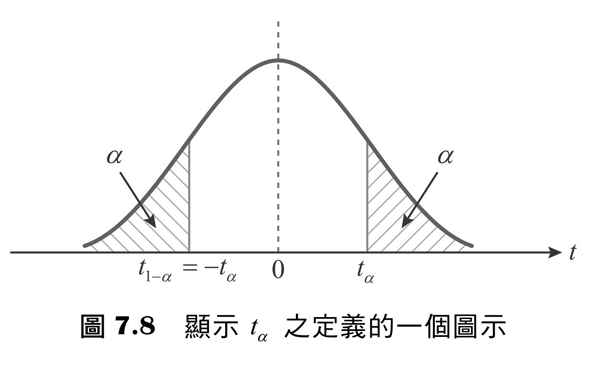 α α
t
t₁₋α = −tα 0 tα
圖 7.8 顯示 tα 之定義的一個圖示